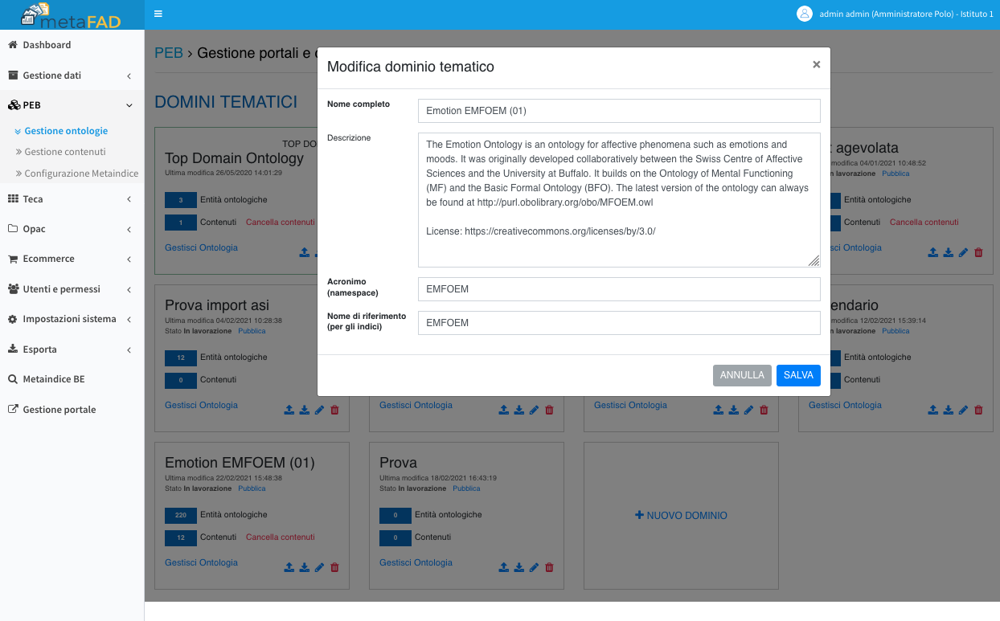 metaFAD
admin admin (Amministratore Polo) - Istituto 1
Dashboard
Gestione dati
PEB
Gestione ontologie
Gestione contenuti
Configurazione Metaindice
Teca
Opac
Ecommerce
Utenti e permessi
Impostazioni sistema
Esporta
Metaindice BE
Gestione portale
PEB › Gestione portali e
DOMINI TEMATICI
Modifica dominio tematico
×
Nome completo
Emotion EMFOEM (01)
Descrizione
The Emotion Ontology is an ontology for affective phenomena such as emotions and
moods. It was originally developed collaboratively between the Swiss Centre of Affective
Sciences and the University at Buffalo. It builds on the Ontology of Mental Functioning
(MF) and the Basic Formal Ontology (BFO). The latest version of the ontology can always
be found at http://purl.obolibrary.org/obo/MFOEM.owl
License: https://creativecommons.org/licenses/by/3.0/
Acronimo
(namespace)
EMFOEM
Nome di riferimento
(per gli indici)
EMFOEM
ANNULLA
SALVA
TOP DO
Top Domain Ontology
Ultima modifica 26/05/2020 14:01:29
3 Entità ontologiche
1 Contenuti Cancella contenuti
Gestisci Ontologia
agevolata
modifica 04/01/2021 10:48:52
lavorazione Pubblica
Entità ontologiche
Contenuti Cancella contenuti
Prova import asi
Ultima modifica 04/02/2021 10:28:38
Stato In lavorazione Pubblica
12 Entità ontologiche
0 Contenuti
Gestisci Ontologia
Gestisci Ontologia
Gestisci Ontologia
endario
modifica 12/02/2021 15:39:14
lavorazione Pubblica
Entità ontologiche
Contenuti
Gestisci Ontologia
Emotion EMFOEM (01)
Ultima modifica 22/02/2021 15:48:38
Stato In lavorazione Pubblica
220 Entità ontologiche
12 Contenuti Cancella contenuti
Gestisci Ontologia
Prova
Ultima modifica 18/02/2021 16:43:19
Stato In lavorazione Pubblica
0 Entità ontologiche
0 Contenuti
Gestisci Ontologia
+ NUOVO DOMINIO